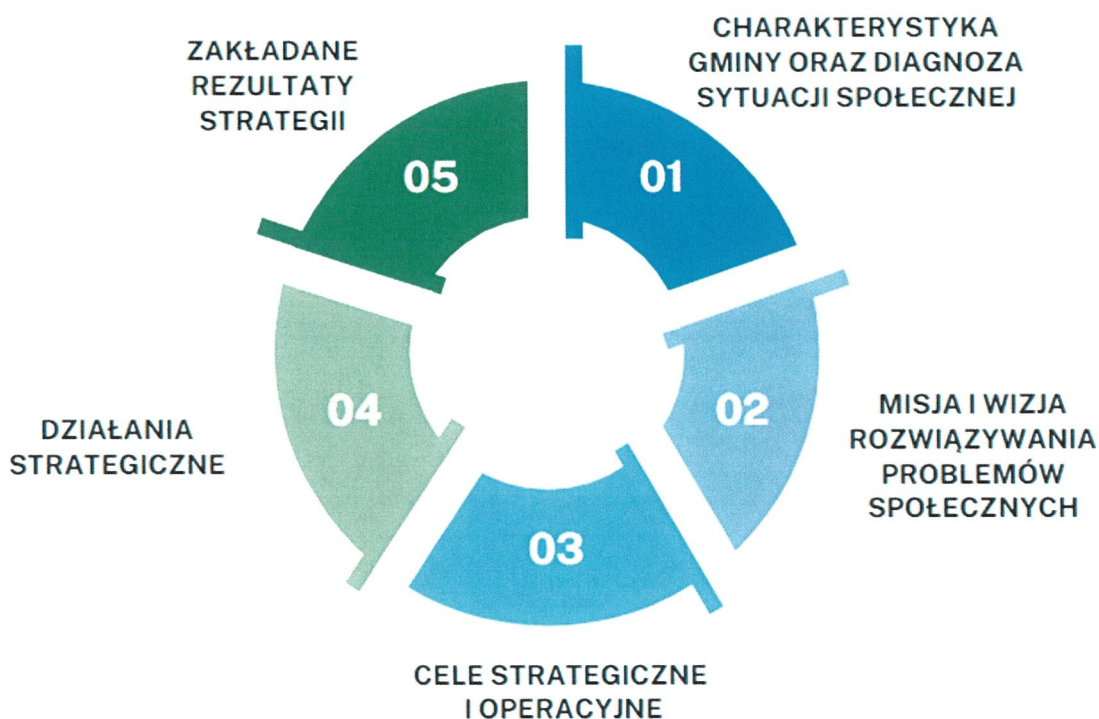 01
CHARAKTERYSTYKA
GMINY ORAZ DIAGNOZA
SYTUACJI SPOŁECZNEJ
02
MISJA I WIZJA
ROZWIĄZYWANIA
PROBLEMÓW
SPOŁECZNYCH
03
CELE STRATEGICZNE
I OPERACYJNE
04
DZIAŁANIA
STRATEGICZNE
05
ZAKŁADANE
REZULTATY
STRATEGII